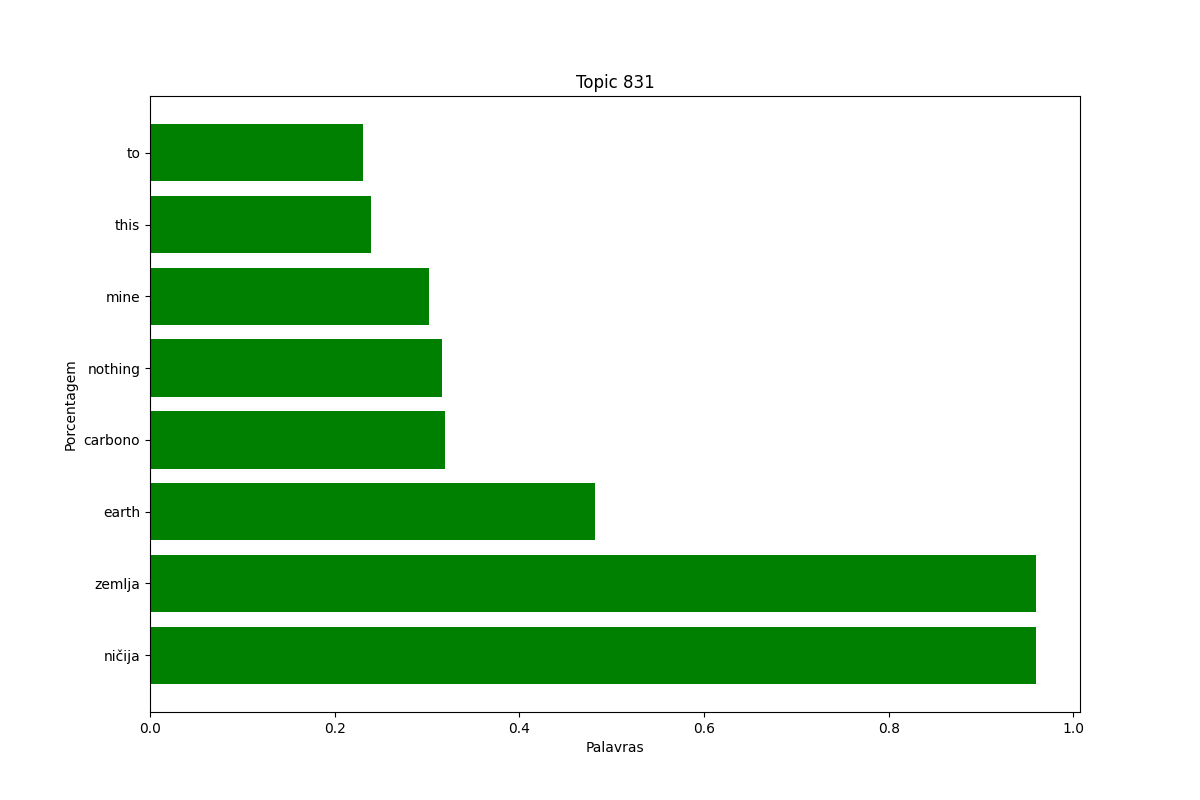 Topic 831
to
this
mine
nothing
carbono
earth
zemlja
ničija
Porcentagem
0.0 0.2 0.4 0.6 0.8 1.0
Palavras